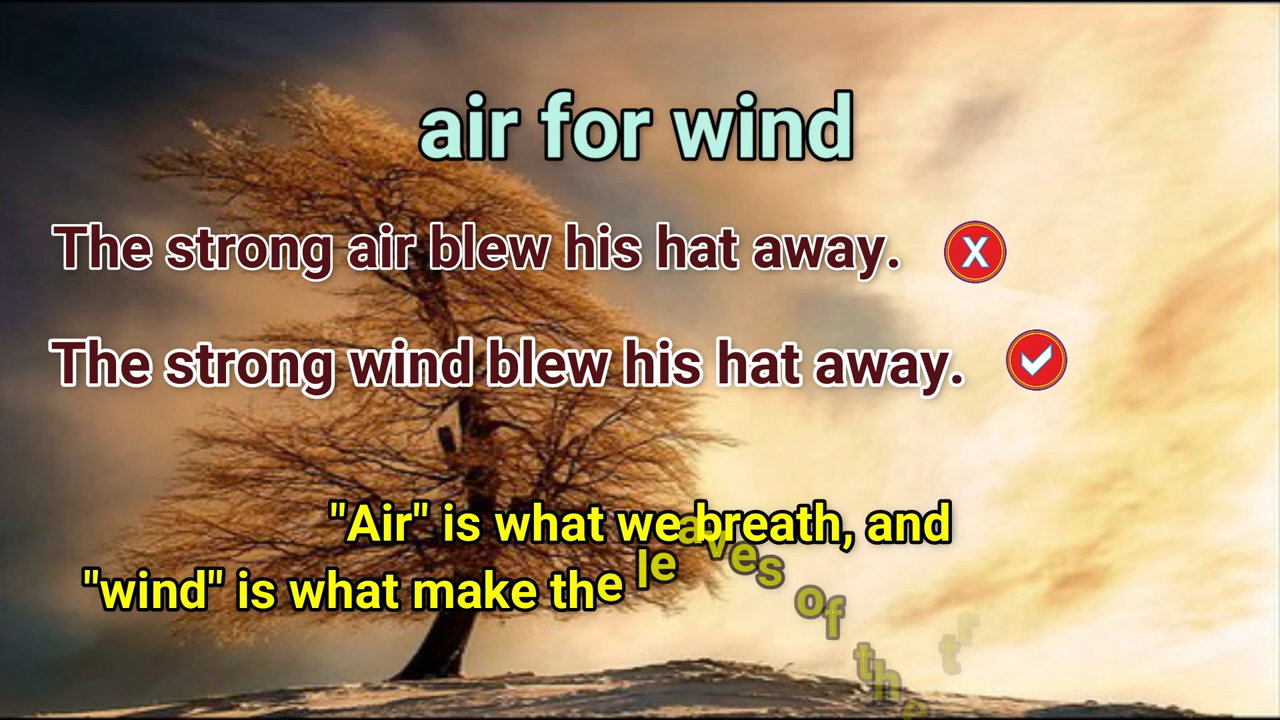 air for wind
The strong air blew his hat away. X
The strong wind blew his hat away.
"Air" is what we breath, and
"wind" is what make the leaves of the tr